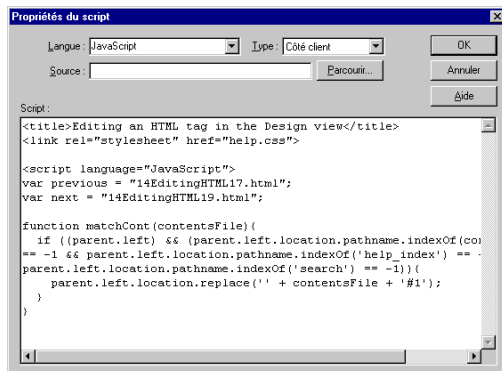 Propriétés du script
Langue : JavaScript Type : Côté client OK
Source : Parcourir... Annuler
Aide
Script :
<title>Editing an HTML tag in the Design view</title>
<link rel="stylesheet" href="help.css">
<script language="JavaScript">
var previous = "14EditingHTML17.html";
var next = "14EditingHTML19.html";
function matchCont(contentsFile){
if ((parent.left) && (parent.left.location.pathname.indexOf(con
== -1 && parent.left.location.pathname.indexOf('help_index') == -
parent.left.location.pathname.indexOf('search') == -1)){
parent.left.location.replace('' + contentsFile + '#1');
}
}